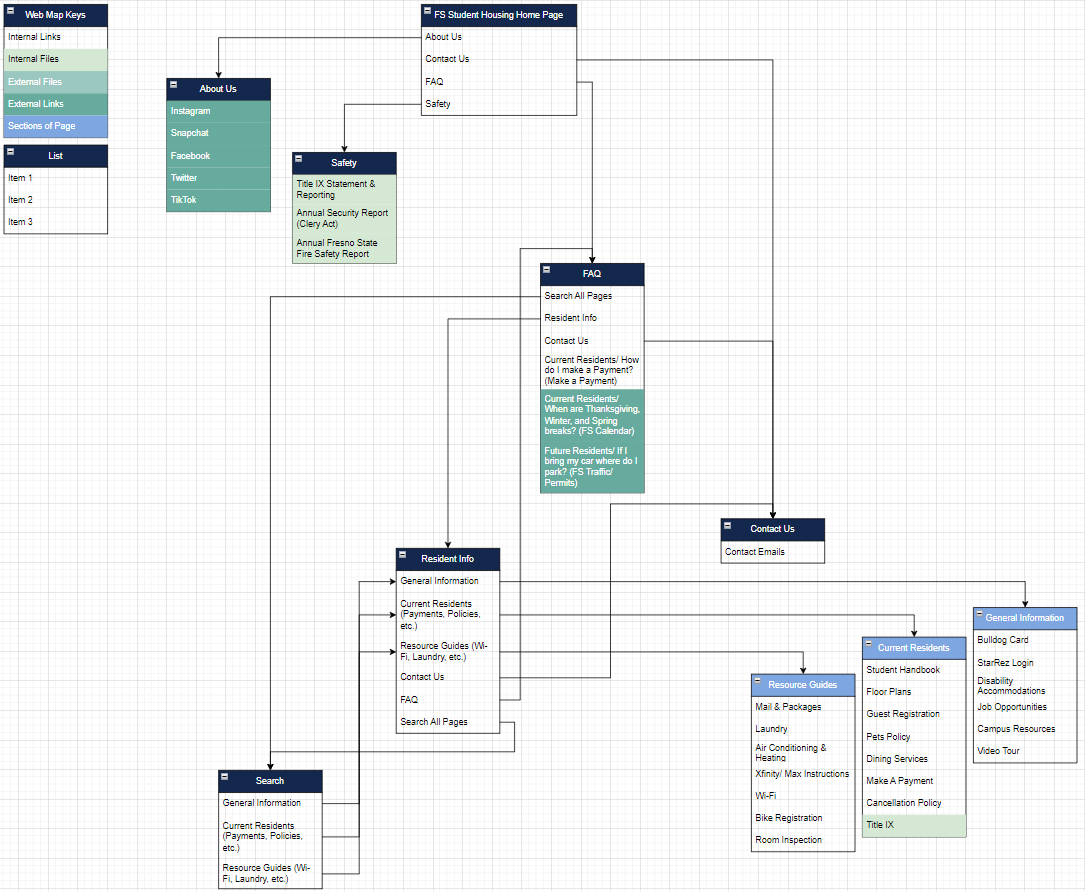 Web Map Keys
Internal Links
Internal Files
External Files
External Links
Sections of Page
List
Item 1
Item 2
Item 3
FS Student Housing Home Page
About Us
Contact Us
FAQ
Safety
About Us
Instagram
Snapchat
Facebook
Twitter
TikTok
Safety
Title IX Statement &
Reporting
Annual Security Report
(Clery Act)
Annual Fresno State
Fire Safety Report
FAQ
Search All Pages
Resident Info
Contact Us
Current Residents/ How
do I make a Payment?
(Make a Payment)
Current Residents/
When are Thanksgiving,
Winter, and Spring
breaks? (FS Calendar)
Future Residents/ If I
bring my car where do I
park? (FS Traffic/
Permits)
Contact Us
Contact Emails
Resident Info
General Information
Current Residents
(Payments, Policies,
etc.)
Resource Guides (Wi-
Fi, Laundry, etc.)
Contact Us
FAQ
Search All Pages
General Information
Bulldog Card
StarRez Login
Disability
Accommodations
Job Opportunities
Campus Resources
Video Tour
Current Residents
Student Handbook
Floor Plans
Guest Registration
Pets Policy
Dining Services
Make A Payment
Cancellation Policy
Title IX
Resource Guides
Mail & Packages
Laundry
Air Conditioning &
Heating
Xfinity/ Max Instructions
Wi-Fi
Bike Registration
Room Inspection
Search
General Information
Current Residents
(Payments, Policies,
etc.)
Resource Guides (Wi-
Fi, Laundry, etc.)